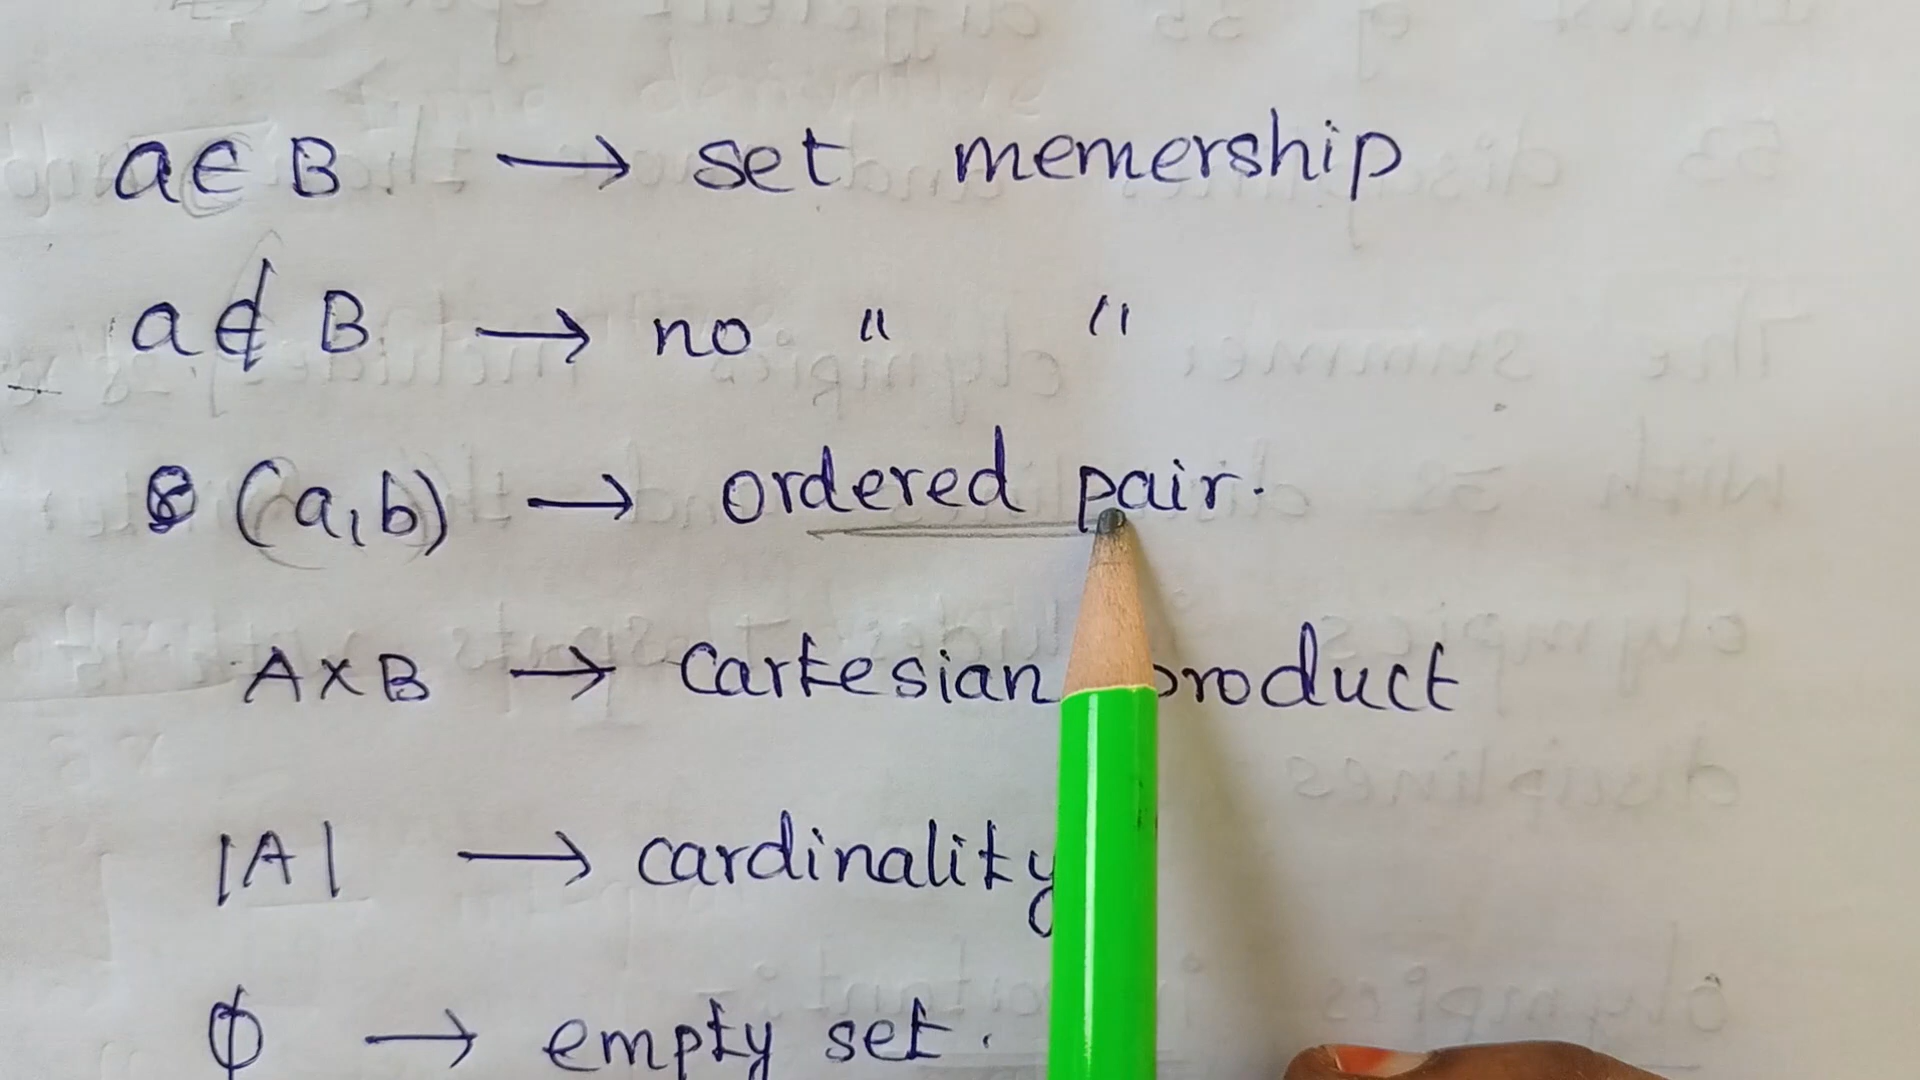 a∈ B → set memership
a ∉ B → no " "
(a, b) → ordered pair.
A×B → Cartesian product
|A| → cardinality
ϕ → empty set.